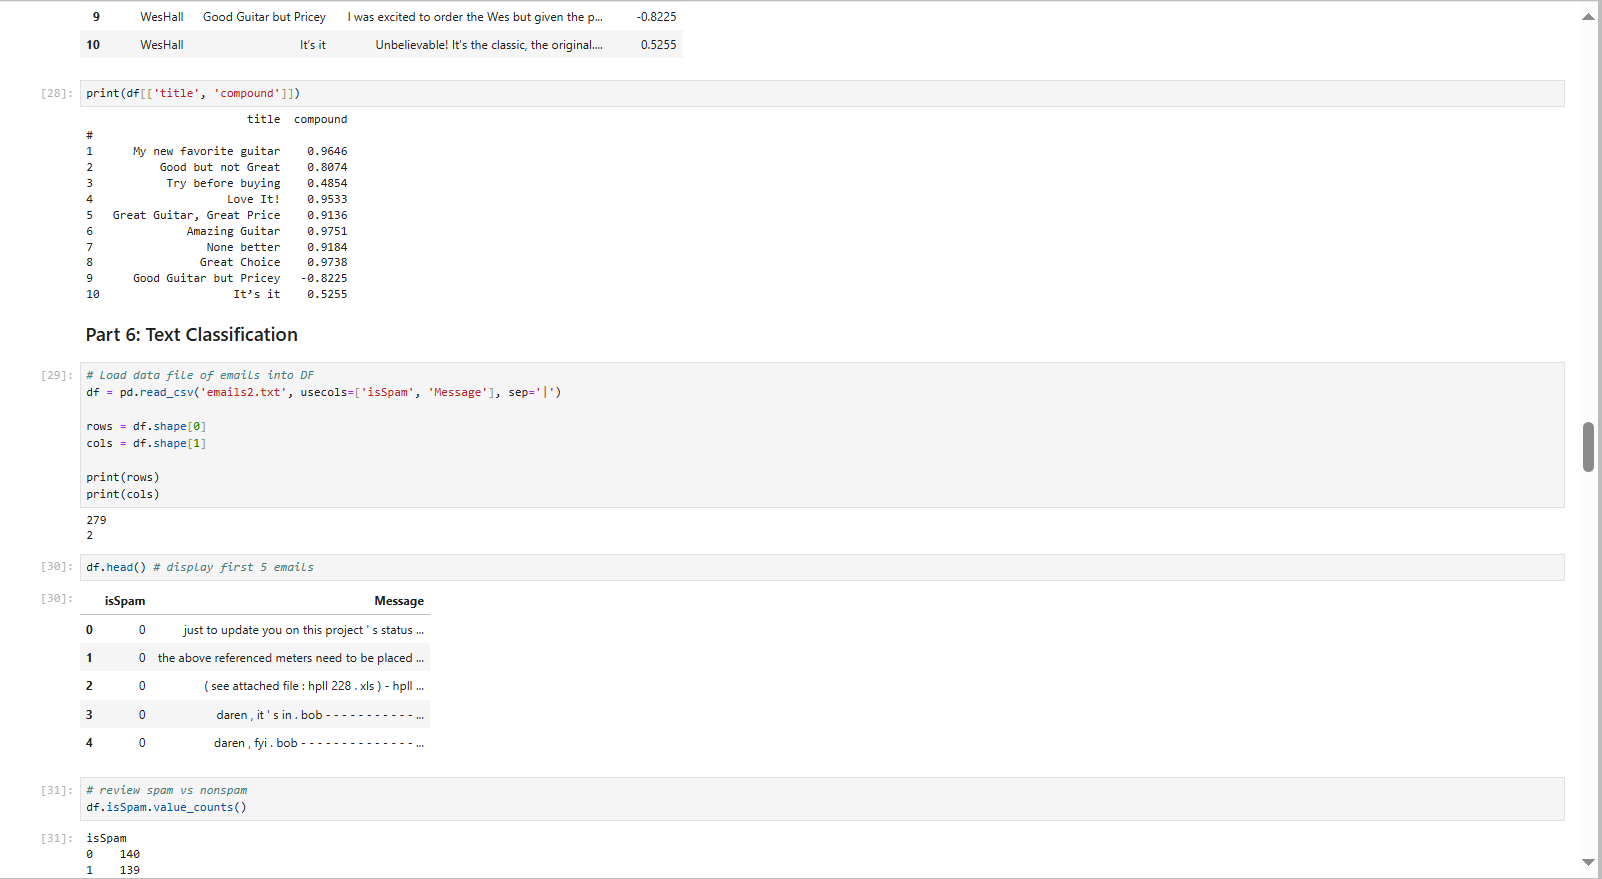 9 WesHall Good Guitar but Pricey I was excited to order the Wes but given the p... -0.8225
10 WesHall It's it Unbelievable! It's the classic, the original.... 0.5255
[28]: print(df[['title', 'compound']])
title compound
#
1 My new favorite guitar 0.9646
2 Good but not Great 0.8074
3 Try before buying 0.4854
4 Love It! 0.9533
5 Great Guitar, Great Price 0.9136
6 Amazing Guitar 0.9751
7 None better 0.9184
8 Great Choice 0.9738
9 Good Guitar but Pricey -0.8225
10 It’s it 0.5255
Part 6: Text Classification
[29]: # Load data file of emails into DF
df = pd.read_csv('emails2.txt', usecols=['isSpam', 'Message'], sep='|')
rows = df.shape[0]
cols = df.shape[1]
print(rows)
print(cols)
279
2
[30]: df.head() # display first 5 emails
[30]: isSpam Message
0 0 just to update you on this project ' s status ...
1 0 the above referenced meters need to be placed ...
2 0 ( see attached file : hpll 228 . xls ) - hpll ...
3 0 daren , it ' s in . bob - - - - - - - - - - - ...
4 0 daren , fyi . bob - - - - - - - - - - - - - - ...
[31]: # review spam vs nonspam
df.isSpam.value_counts()
[31]: isSpam
0 140
1 139